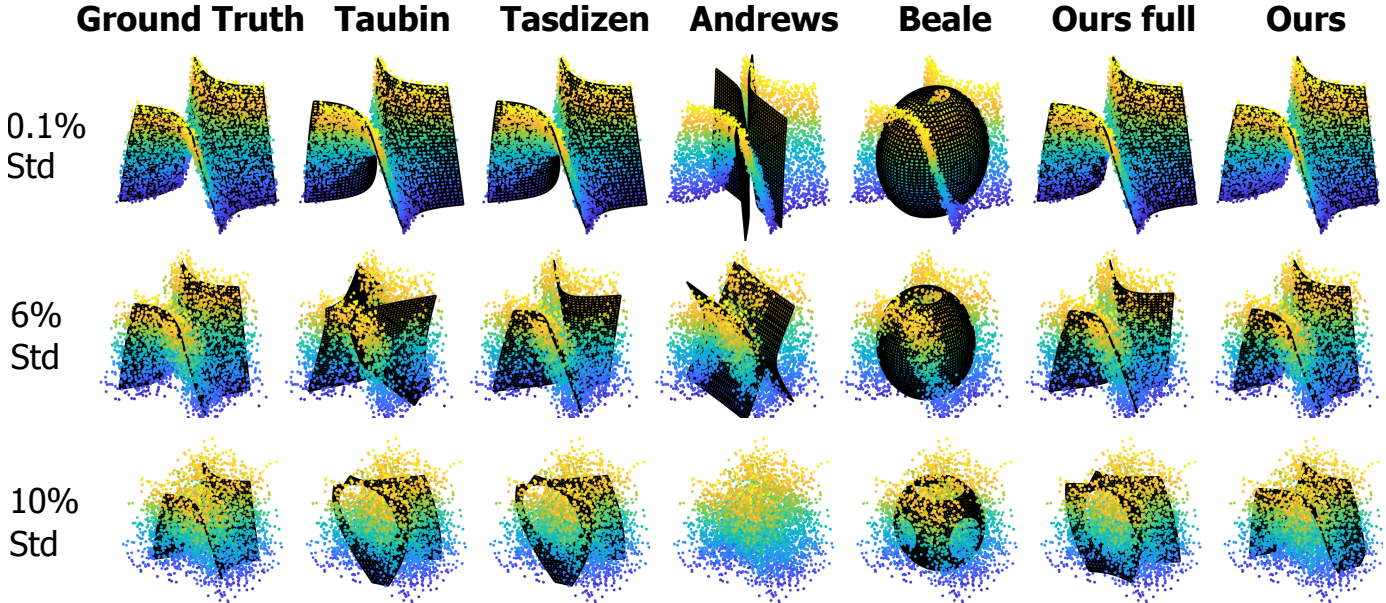 Ground Truth Taubin Tasdizen Andrews Beale Ours full Ours
0.1%
Std
6%
Std
10%
Std